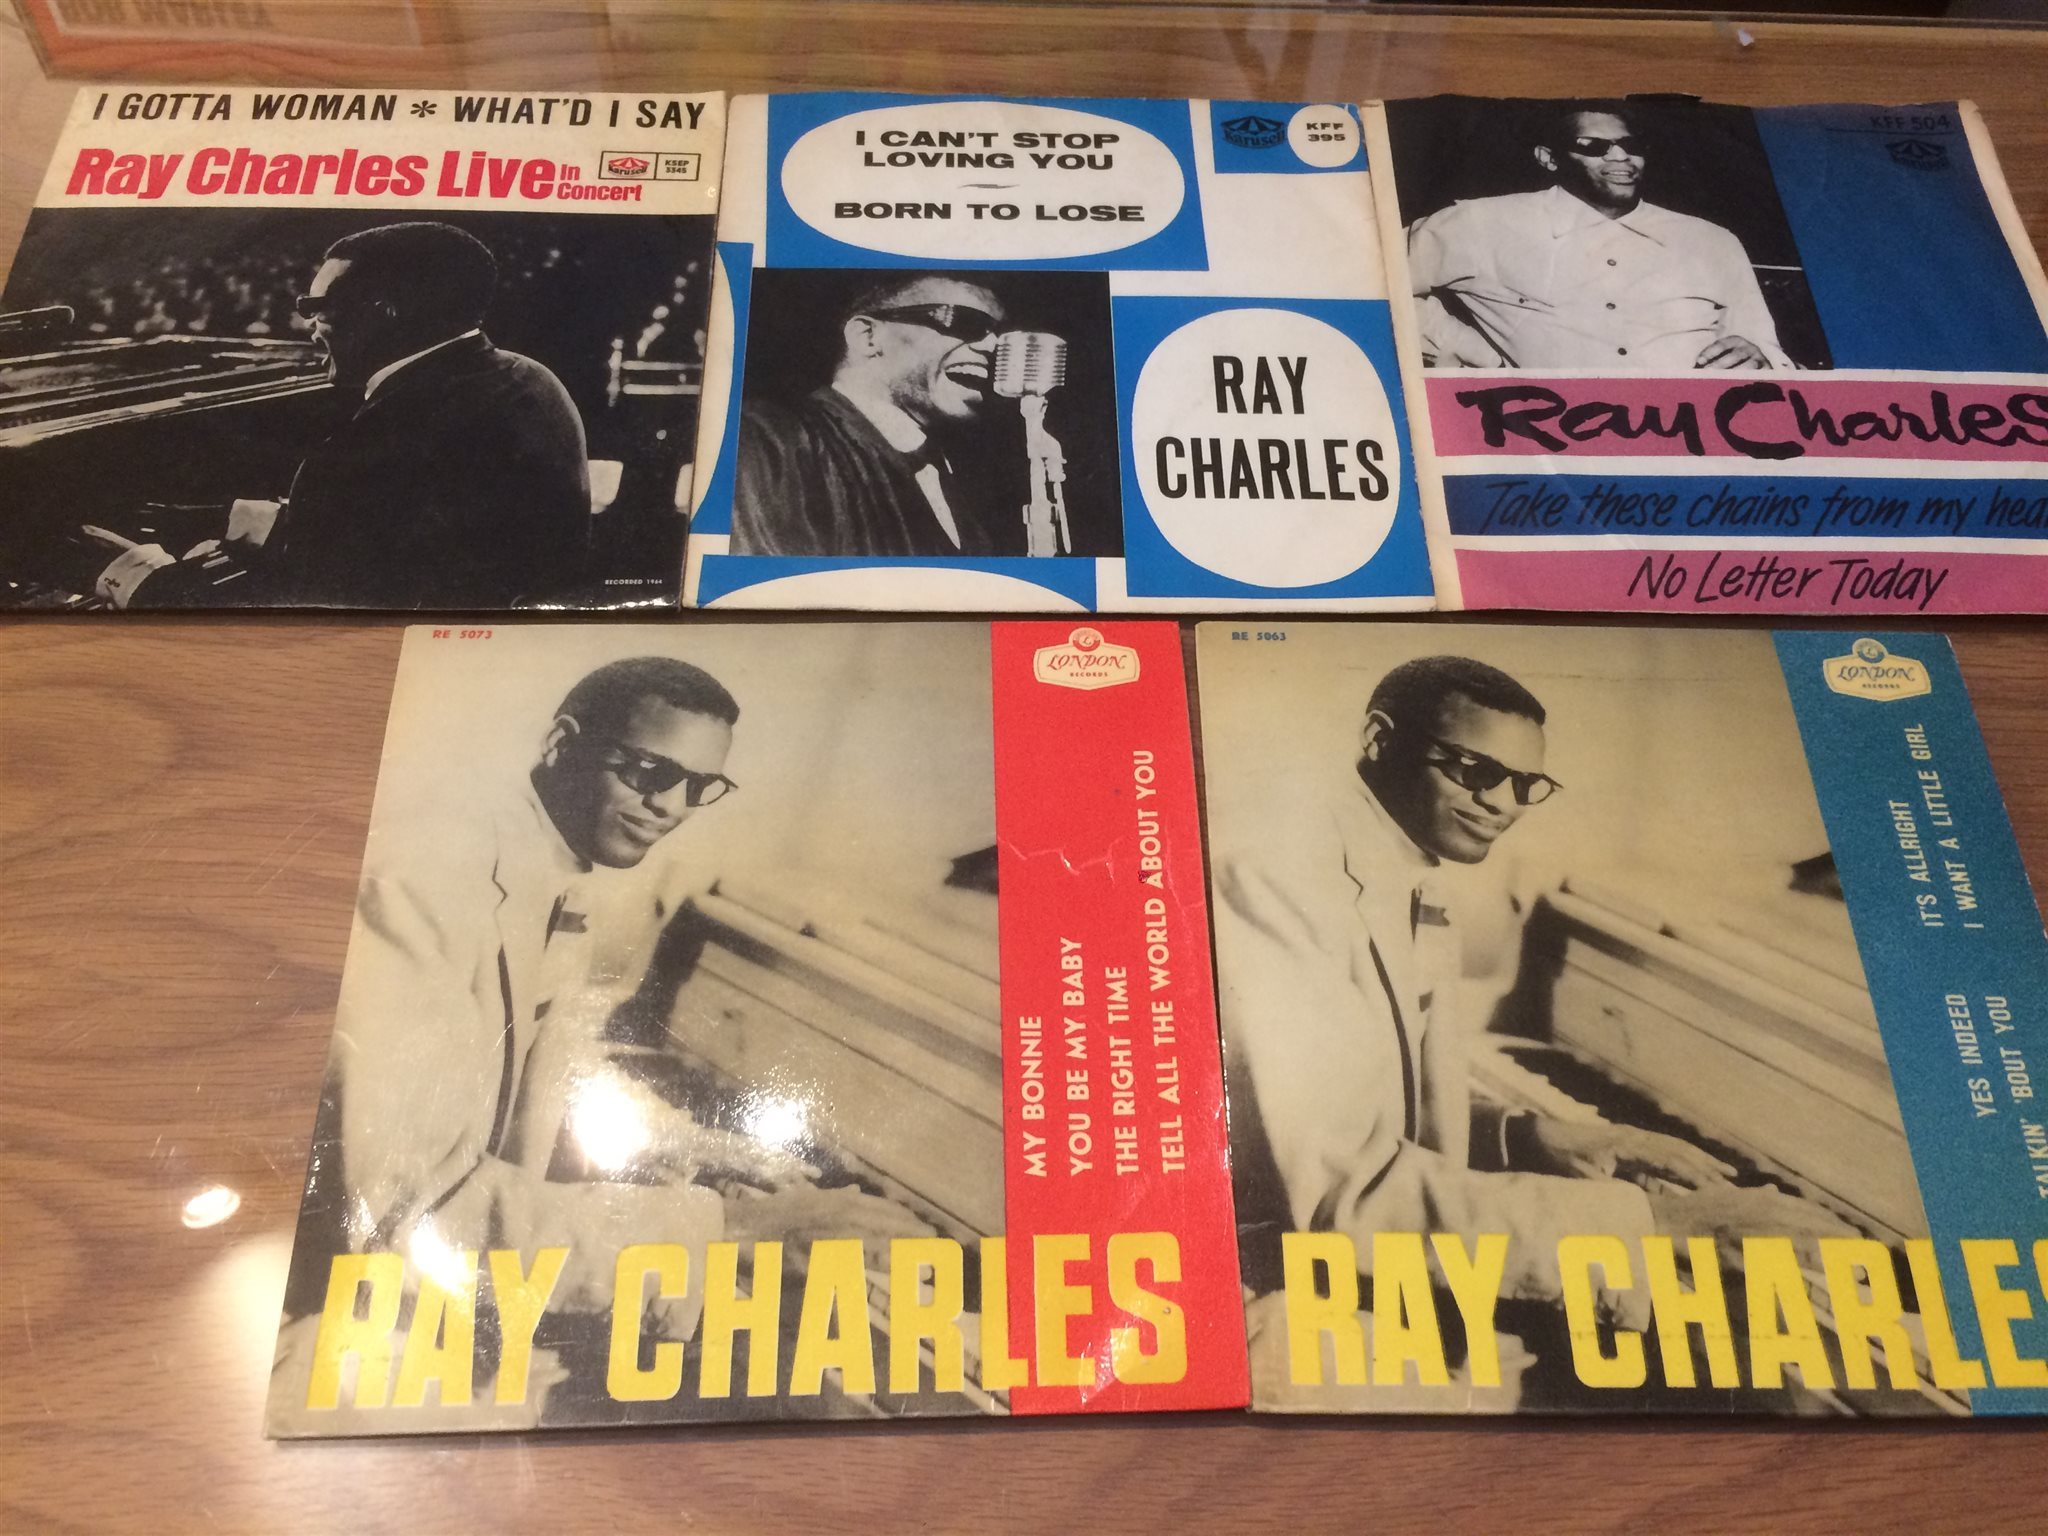 I GOTTA WOMAN * WHAT'D I SAY
Ray Charles Live in Concert
Karusell
KSEP
3345
RECORDED 1964
I CAN'T STOP
LOVING YOU
BORN TO LOSE
Karusell
KFF
395
RAY
CHARLES
KFF 504
Karusell
Ray Charles
Take these chains from my hea
No Letter Today
RE 5073
LONDON
RECORDS
MY BONNIE
YOU BE MY BABY
THE RIGHT TIME
TELL ALL THE WORLD ABOUT YOU
RAY CHARLES
RE 5063
LONDON
RECORDS
IT'S ALLRIGHT
I WANT A LITTLE GIRL
YES INDEED
TALKIN' 'BOUT YOU
RAY CHARLES